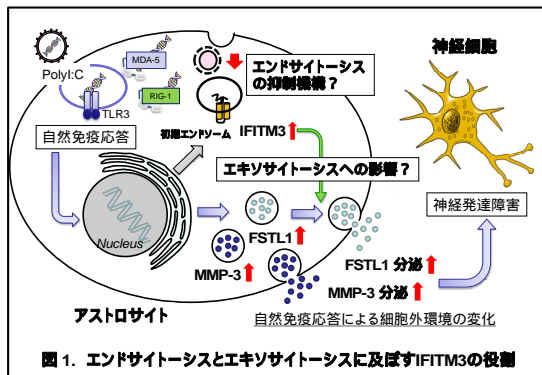 神経細胞
PolyI:C
MDA-5
RIG-1
TLR3
自然免疫応答
エンドサイトーシス
の抑制機構？
初期エンドソーム
IFITM3
エキソサイトーシスへの影響？
Nucleus
FSTL1
MMP-3
神経発達障害
FSTL1 分泌
MMP-3 分泌
アストロサイト
自然免疫応答による細胞外環境の変化
図 1. エンドサイトーシスとエキソサイトーシスに及ぼすIFITM3の役割